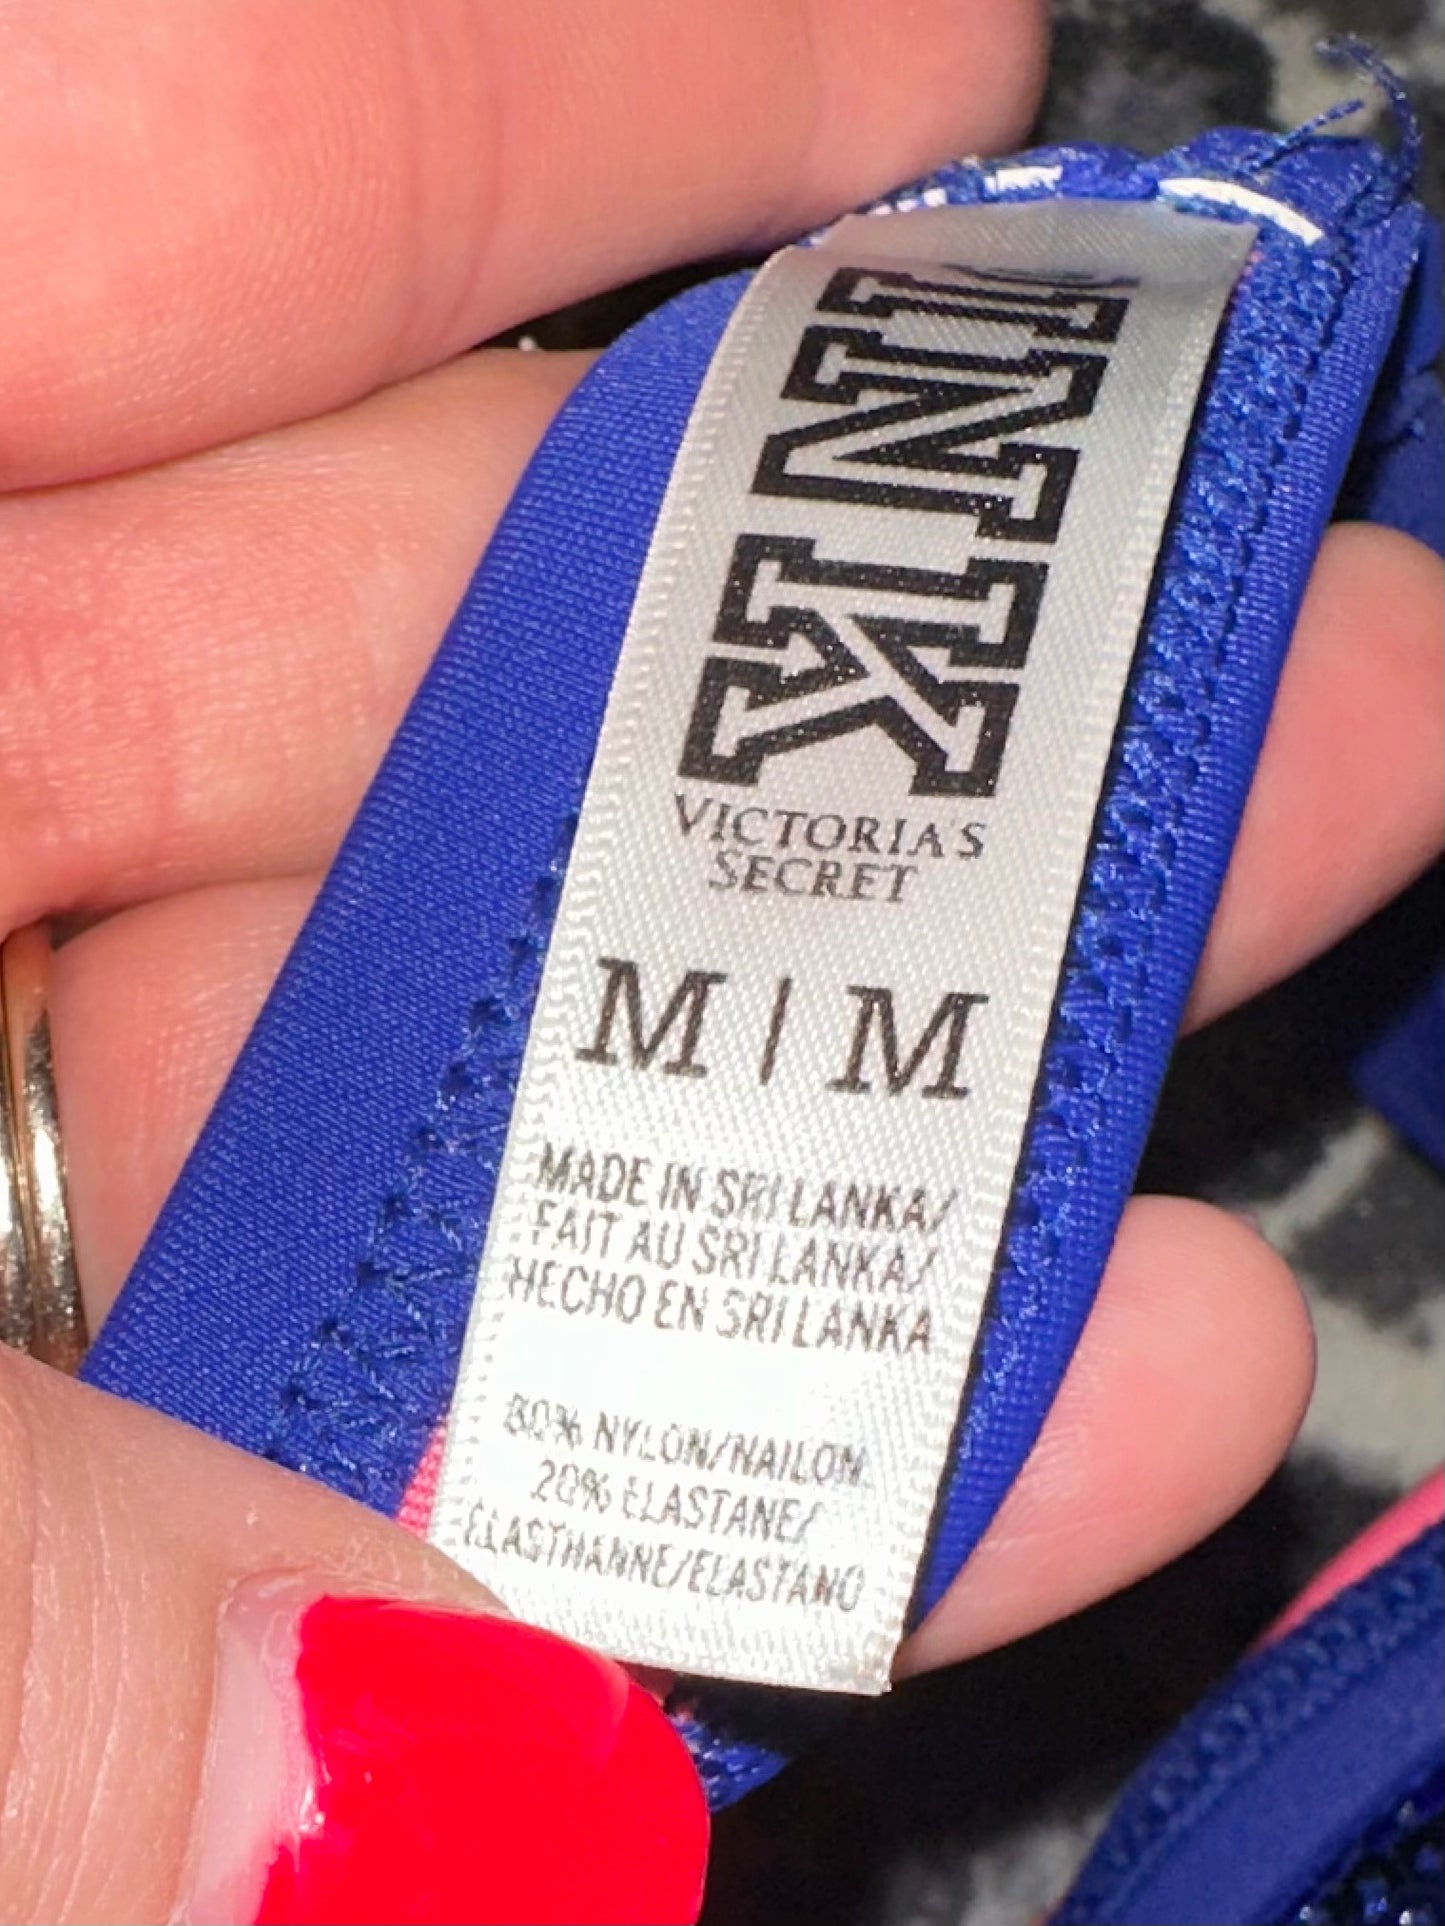 PINK
VICTORIA'S
SECRET
M | M
MADE IN SRI LANKA/
FAIT AU SRI LANKA/
HECHO EN SRI LANKA
80% NYLON/NAILON
20% ELASTANE/
ÉLASTHANNE/ELASTANO